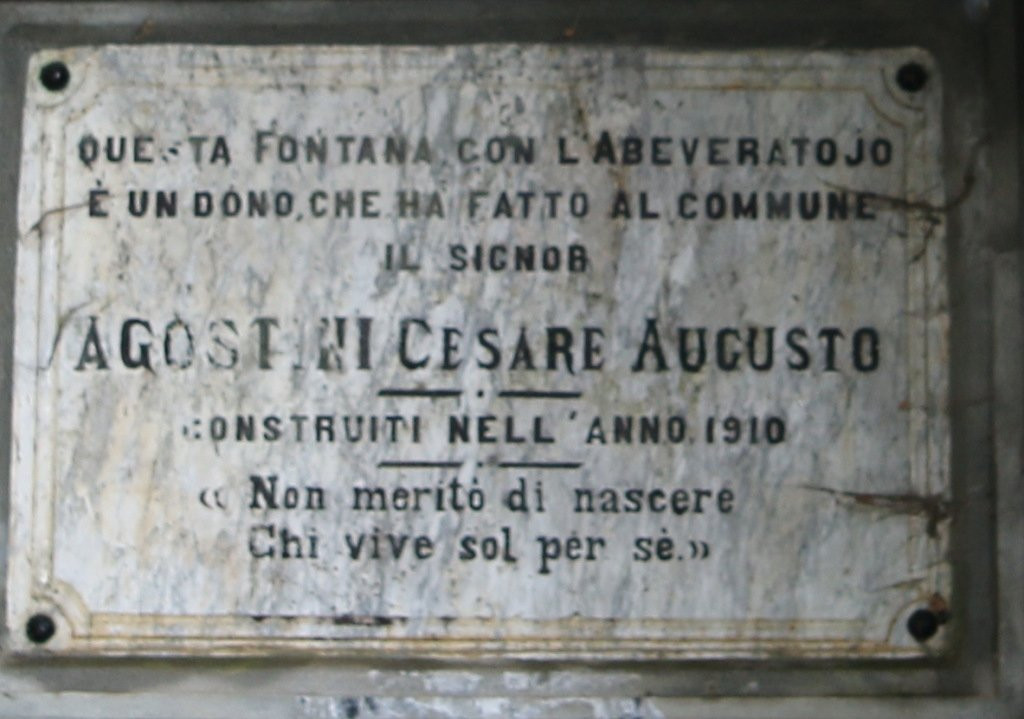 QUESTA FONTANA CON L'ABEVERATOJO
È UN DONO, CHE HA FATTO AL COMMUNE
IL SIGNOR
AGOSTINI CESARE AUGUSTO
CONSTRUITI NELL'ANNO 1910
« Non meritò di nascere
Chi vive sol per sè.»